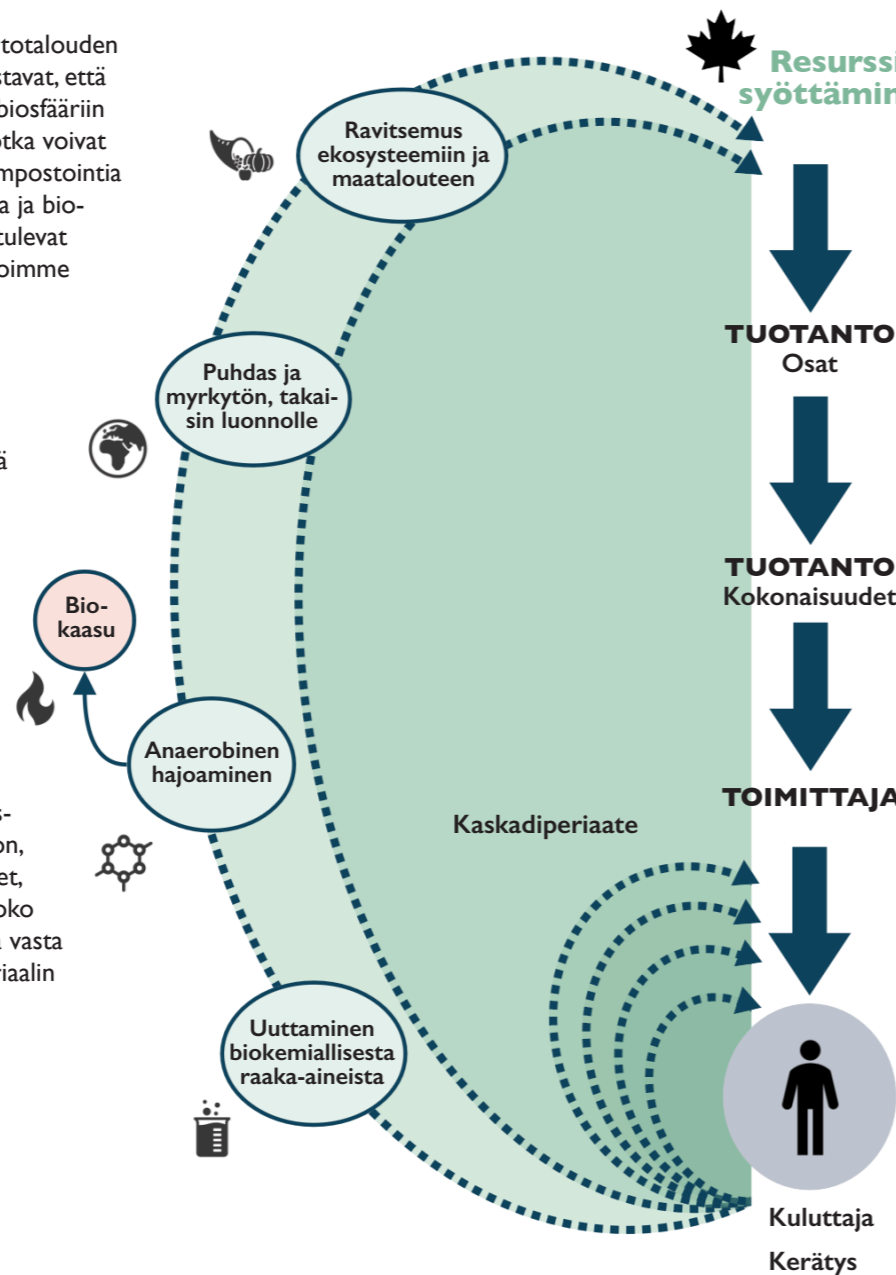 totalouden
stavat, että
biosfääriin
otka voivat
mpostointia
a ja bio-
tulevat
oimme
ä
s-
on,
et,
oko
a vasta
riaalin
Resurssi
syöttämin
Ravitsemus
ekosysteemiin ja
maatalouteen
Puhdas ja
myrkytön, takai-
sin luonnolle
Bio-
kaasu
Anaerobinen
hajoaminen
Uuttaminen
biokemiallisesta
raaka-aineista
Kaskadiperiaate
TUOTANTO
Osat
TUOTANTO
Kokonaisuudet
TOIMITTAJA
Kuluttaja
Kerätys